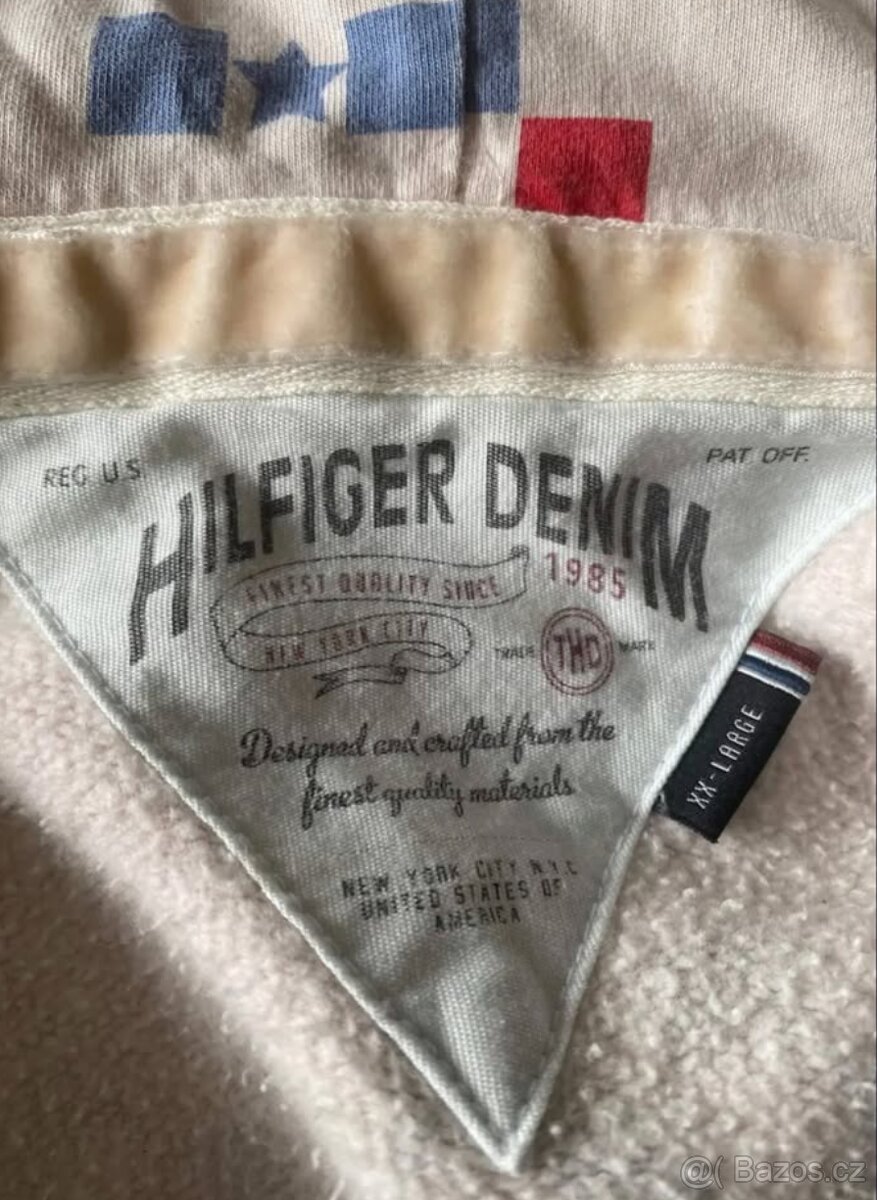 REG U.S.
PAT OFF.
HILFIGER DENIM
FINEST QUALITY SINCE 1985
NEW YORK CITY
TRADE THD MARK
Designed and crafted from the
finest quality materials
XX-LARGE
NEW YORK CITY N.Y.C
UNITED STATES OF
AMERICA
@( Bazos.cz